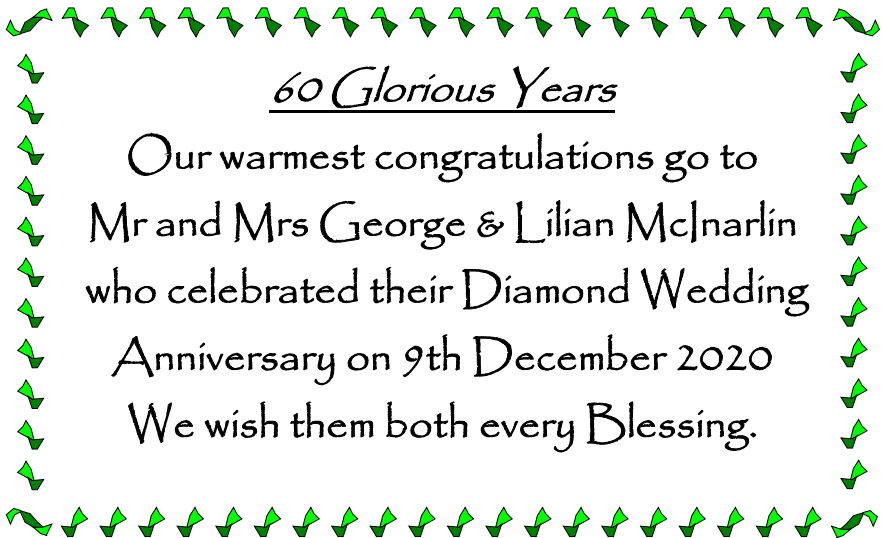 60 Glorious Years
Our warmest congratulations go to
Mr and Mrs George & Lilian McInarlin
who celebrated their Diamond Wedding
Anniversary on 9th December 2020
We wish them both every Blessing.